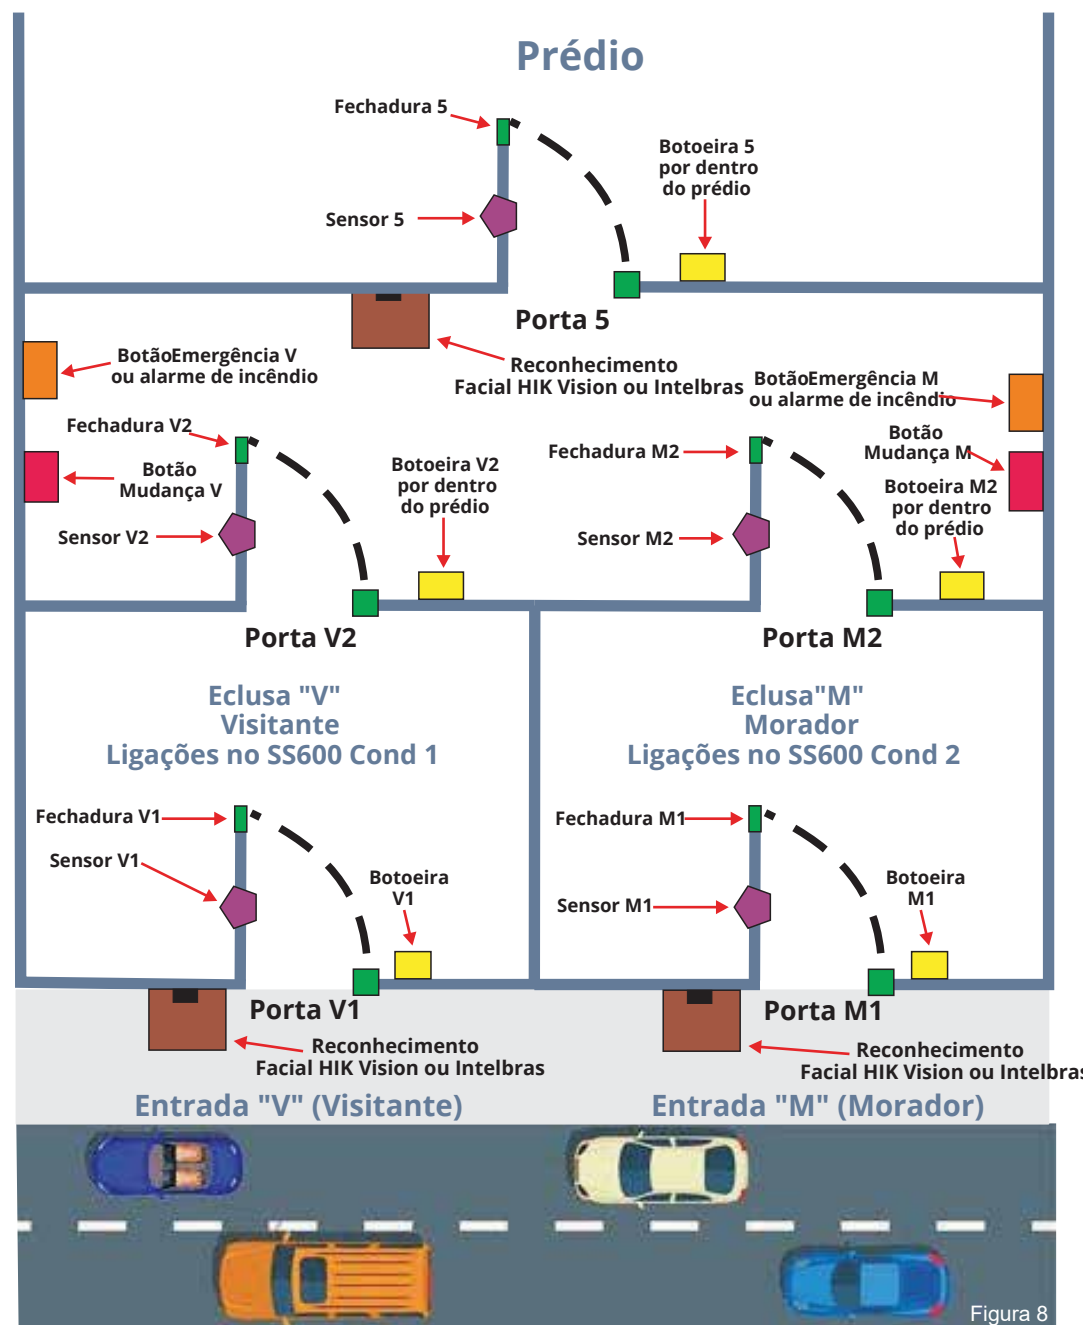 Prédio
Fechadura 5
Botoeira 5
por dentro
do prédio
Sensor 5
Porta 5
BotãoEmergência V
ou alarme de incêndio
Reconhecimento
Facial HIK Vision ou Intelbras
BotãoEmergência M
ou alarme de incêndio
Fechadura V2
Botão
Mudança V
Botoeira V2
por dentro
do prédio
Sensor V2
Fechadura M2
Botão
Mudança M
Botoeira M2
por dentro
do prédio
Sensor M2
Porta V2
Porta M2
Eclusa "V"
Visitante
Ligações no SS600 Cond 1
Eclusa"M"
Morador
Ligações no SS600 Cond 2
Fechadura V1
Sensor V1
Botoeira
V1
Fechadura M1
Sensor M1
Botoeira
M1
Porta V1
Porta M1
Reconhecimento
Facial HIK Vision ou Intelbras
Reconhecimento
Facial HIK Vision ou Intelbras
Entrada "V" (Visitante)
Entrada "M" (Morador)
Figura 8